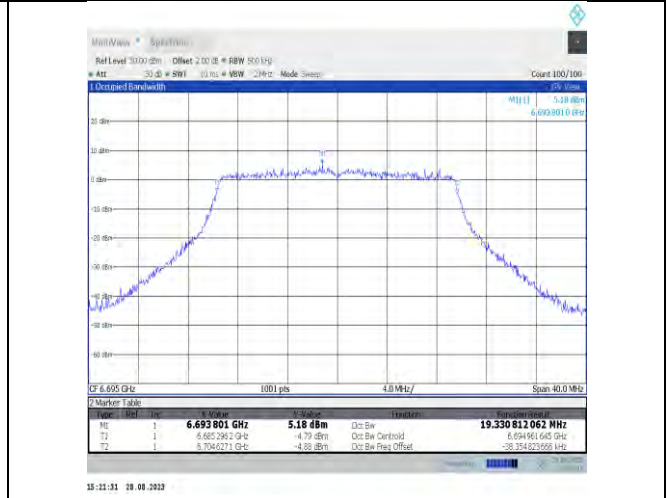 MultiView Spectrum
Ref Level 30.00 dBm Offset 2.00 dB RBW 500 kHz
Att 30 dB SWT 10 ms VBW 2 MHz Mode Sweep Count 100/100
1 Occupied Bandwidth
M1[1] 5.18 dBm
6.6938010 GHz
20 dBm
10 dBm
M1
0 dBm
-10 dBm
-20 dBm
-30 dBm
-40 dBm
-50 dBm
-60 dBm
CF 6.695 GHz 1001 pts 4.0 MHz/ Span 40.0 MHz
2 Marker Table
Type Ref Trc X-Value Y-Value Function Function Result
M1 1 6.693801 GHz 5.18 dBm Occ Bw 19.330812062 MHz
T1 1 6.6852962 GHz -4.79 dBm Occ Bw Centroid 6.694961645 GHz
T2 1 6.7046271 GHz -4.88 dBm Occ Bw Freq Offset -38.354823666 kHz
15:21:31 28.08.2023